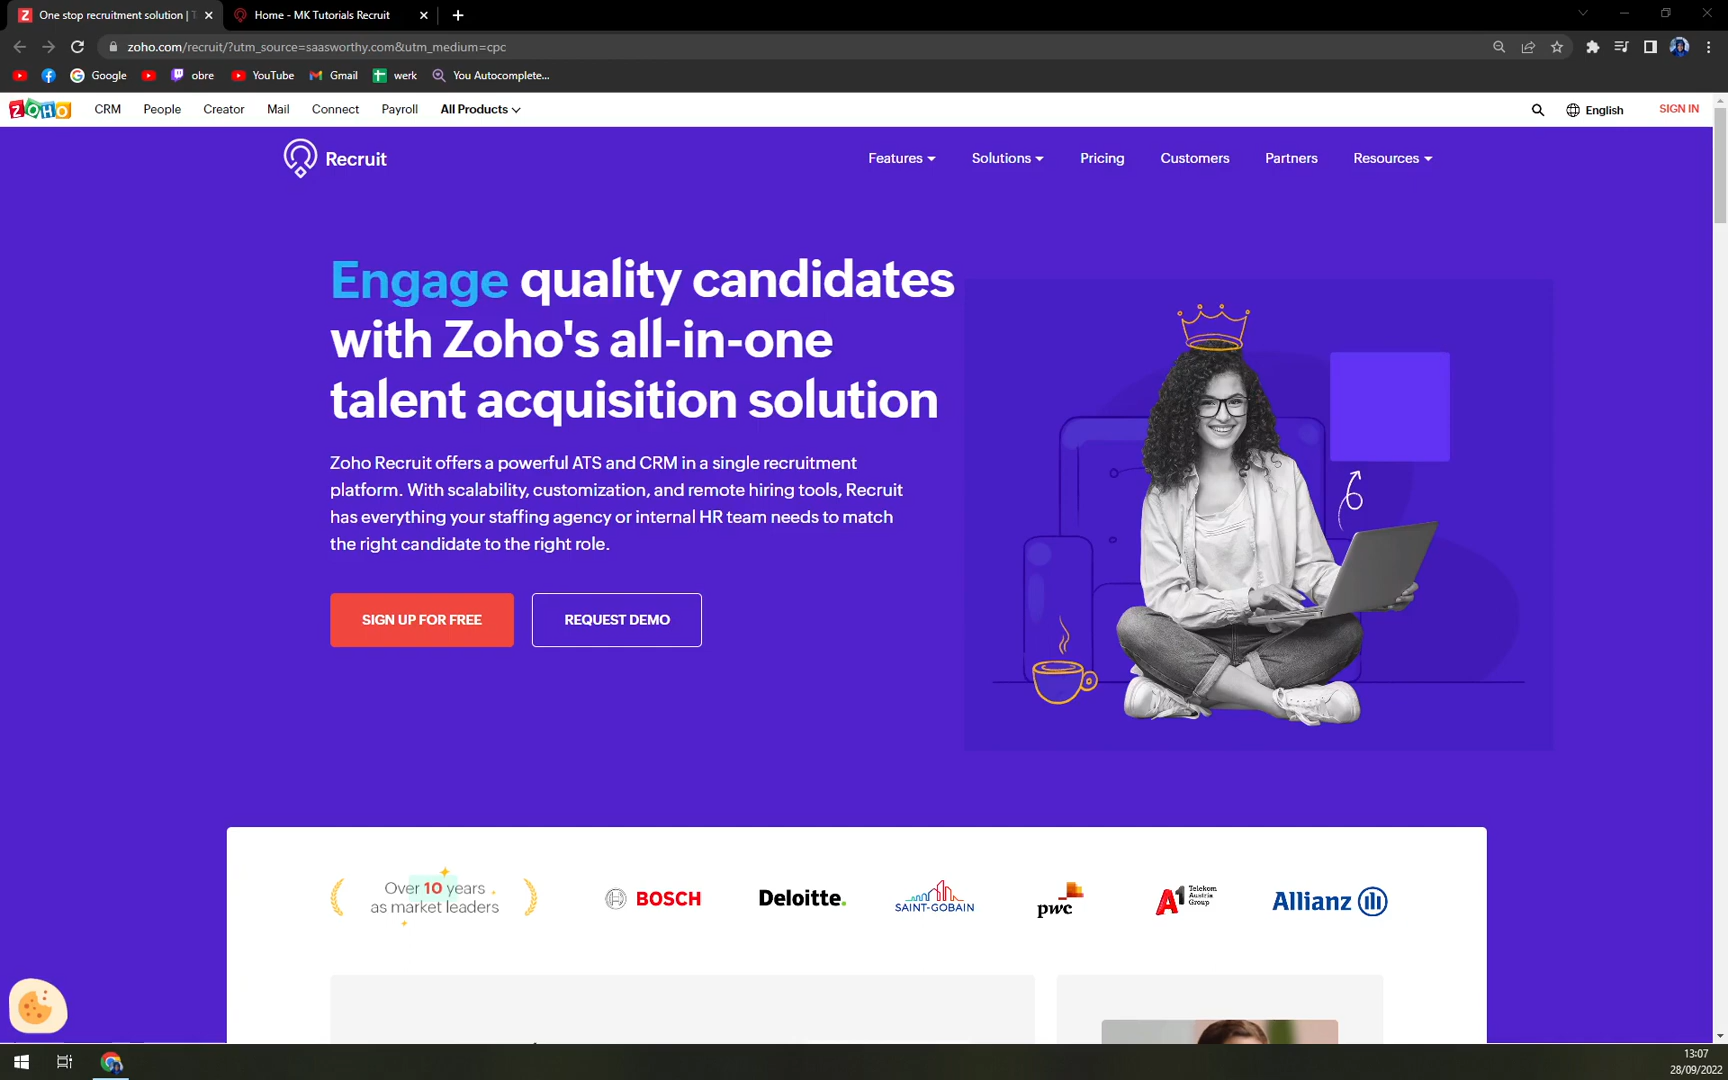 One stop recruitment solution | T
Home - MK Tutorials Recruit
zoho.com/recruit/?utm_source=saasworthy.com&utm_medium=cpc
Google
obre
YouTube
Gmail
werk
You Autocomplete...
ZOHO
CRM
People
Creator
Mail
Connect
Payroll
All Products
English
SIGN IN
Recruit
Features
Solutions
Pricing
Customers
Partners
Resources
Engage quality candidates
with Zoho's all-in-one
talent acquisition solution
Zoho Recruit offers a powerful ATS and CRM in a single recruitment
platform. With scalability, customization, and remote hiring tools, Recruit
has everything your staffing agency or internal HR team needs to match
the right candidate to the right role.
SIGN UP FOR FREE
REQUEST DEMO
Over 10 years
as market leaders
BOSCH
Deloitte.
SAINT-GOBAIN
pwc
A1
Telekom
Austria
Group
Allianz
13:07
28/09/2022